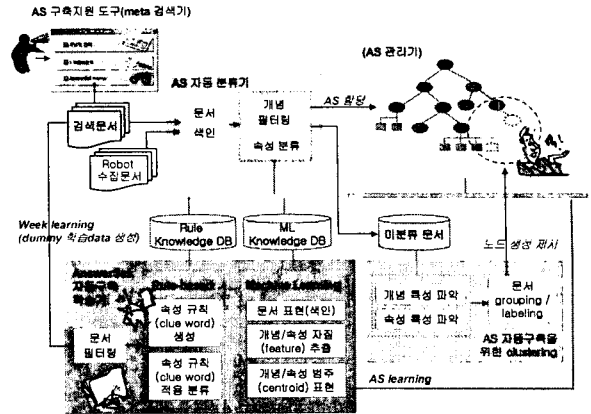 AS 구축지원 도구(meta 검색기)
AS 자동 분류기
(AS 관리기)
검색문서
Robot
수집문서
문서
색인
개념
필터링
속성 분류
AS 할당
Week learning
(dummy 학습data 생성)
Rule
Knowledge DB
ML
Knowledge DB
미분류 문서
노드 생성 제시
AnswerSet
자동구축
학습기
Rule-based
Machine Learning
문서
필터링
속성 규칙
(clue word)
생성
속성 규칙
(clue word)
적용 분류
문서 표현(색인)
개념/속성 자질
(feature) 추출
개념/속성 범주
(centroid) 표현
개념 특성 파악
속성 특성 파악
문서
grouping /
labeling
AS 자동구축을
위한 clustering
AS learning